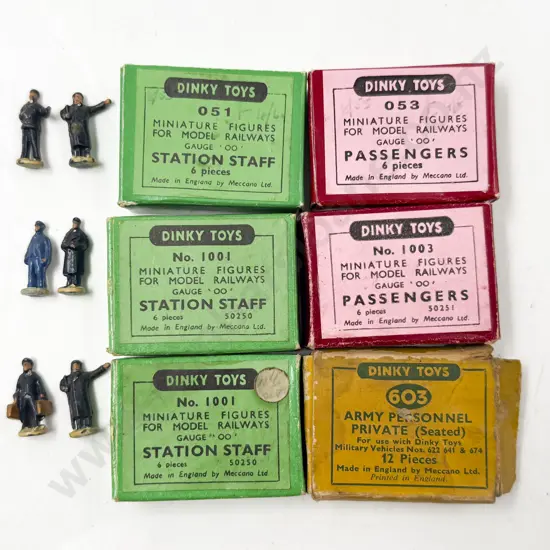 DINKY TOYS
051
MINIATURE FIGURES
FOR MODEL RAILWAYS
GAUGE 'OO'
STATION STAFF
6 pieces
Made in England by Meccano Ltd.
DINKY TOYS
053
MINIATURE FIGURES
FOR MODEL RAILWAYS
GAUGE 'OO'
PASSENGERS
6 pieces
Made in England by Meccano Ltd.
DINKY TOYS
No. 1001
MINIATURE FIGURES
FOR MODEL RAILWAYS
GAUGE 'OO'
STATION STAFF
6 pieces 50250
Made in England by Meccano Ltd.
DINKY TOYS
No. 1003
MINIATURE FIGURES
FOR MODEL RAILWAYS
GAUGE 'OO'
PASSENGERS
6 pieces 50251
Made in England by Meccano Ltd.
DINKY TOYS
No. 1001
MINIATURE FIGURES
FOR MODEL RAILWAYS
GAUGE "OO"
STATION STAFF
6 pieces 50250
Made in England by Meccano Ltd.
DINKY TOYS
603
ARMY PERSONNEL
PRIVATE (Seated)
For use with Dinky Toys
Military Vehicles Nos. 622 641 & 674
12 Pieces
Made in England by Meccano Ltd.
Printed in England.